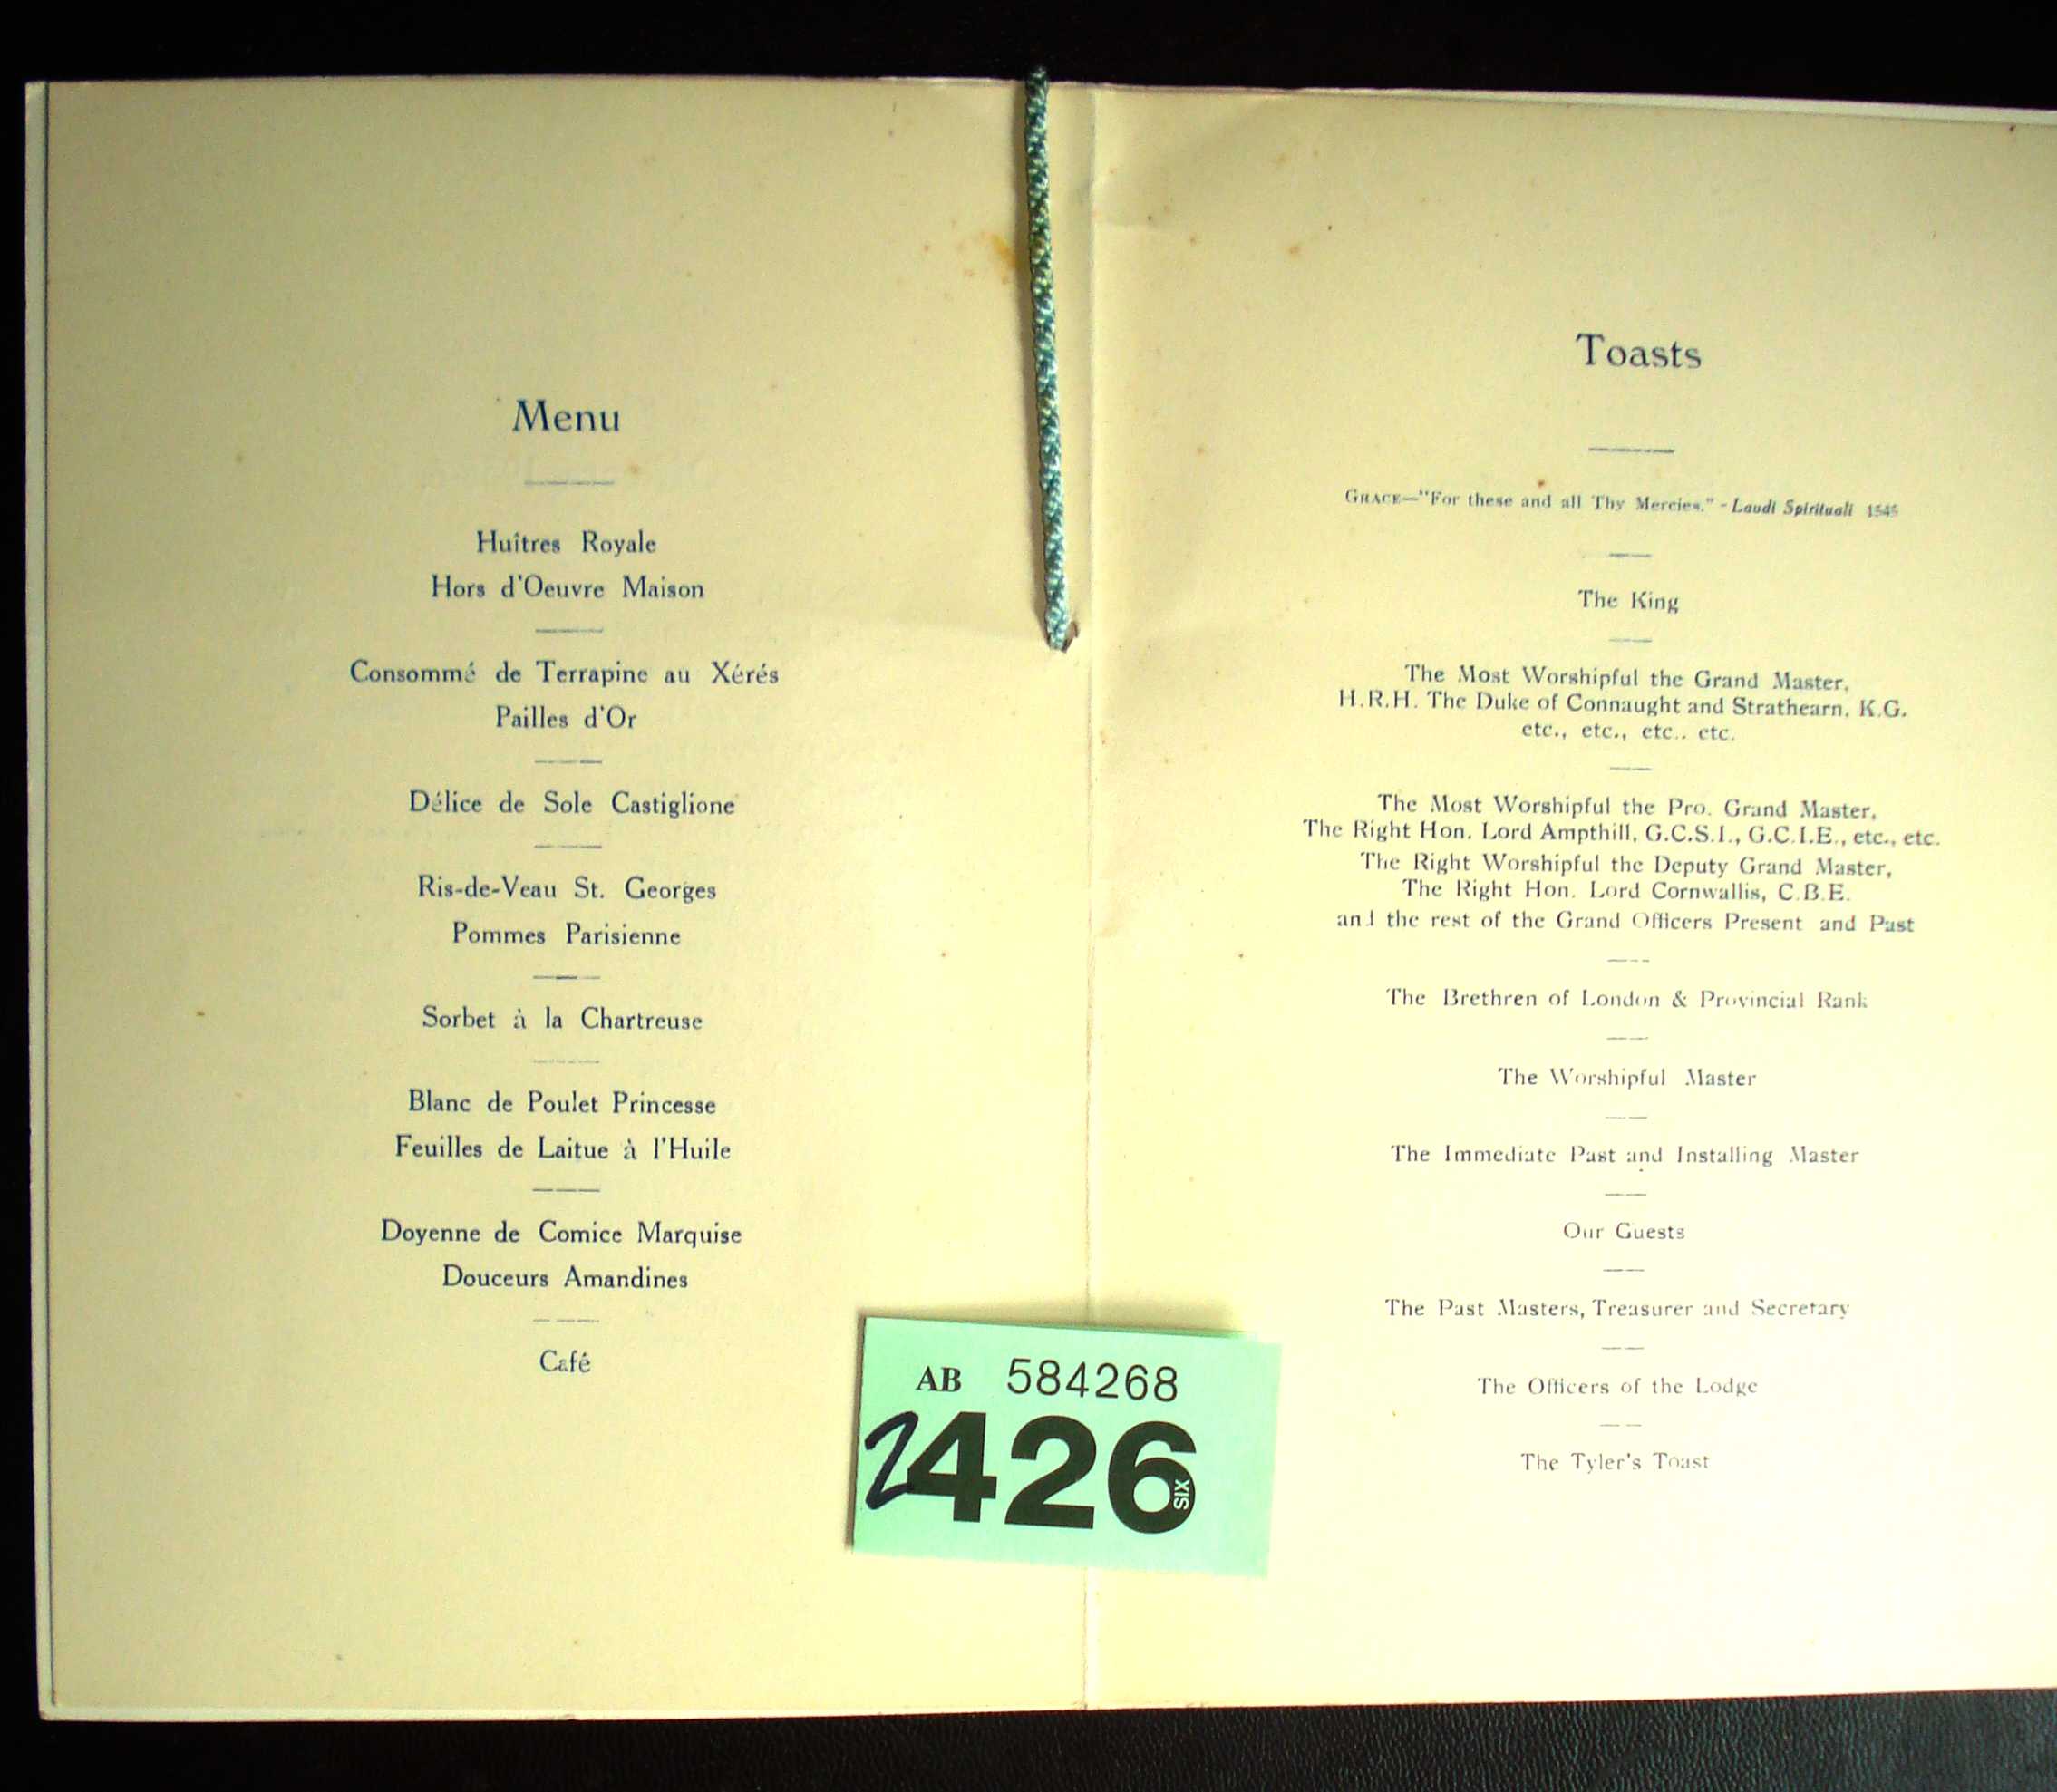 Menu
Huîtres Royale
Hors d'Oeuvre Maison
Consommé de Terrapine au Xérés
Pailles d'Or
Délice de Sole Castiglione
Ris-de-Veau St. Georges
Pommes Parisienne
Sorbet à la Chartreuse
Blanc de Poulet Princesse
Feuilles de Laitue à l'Huile
Doyenne de Comice Marquise
Douceurs Amandines
Café
Toasts
GRACE—"For these and all Thy Mercies." - Laudi Spirituali 1545
The King
The Most Worshipful the Grand Master,
H.R.H. The Duke of Connaught and Strathearn, K.G.
etc., etc., etc.. etc.
The Most Worshipful the Pro. Grand Master,
The Right Hon. Lord Ampthill, G.C.S.I., G.C.I.E., etc., etc.
The Right Worshipful the Deputy Grand Master,
The Right Hon. Lord Cornwallis, C.B.E.
and the rest of the Grand Officers Present and Past
The Brethren of London & Provincial Rank
The Worshipful Master
The Immediate Past and Installing Master
Our Guests
The Past Masters, Treasurer and Secretary
The Officers of the Lodge
The Tyler's Toast
AB 584268
2426
SIX